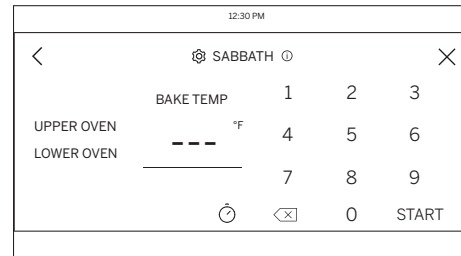 12:30 PM
SABBATH
BAKE TEMP
1 2 3
UPPER OVEN
LOWER OVEN
--- °F
4 5 6
7 8 9
0 START